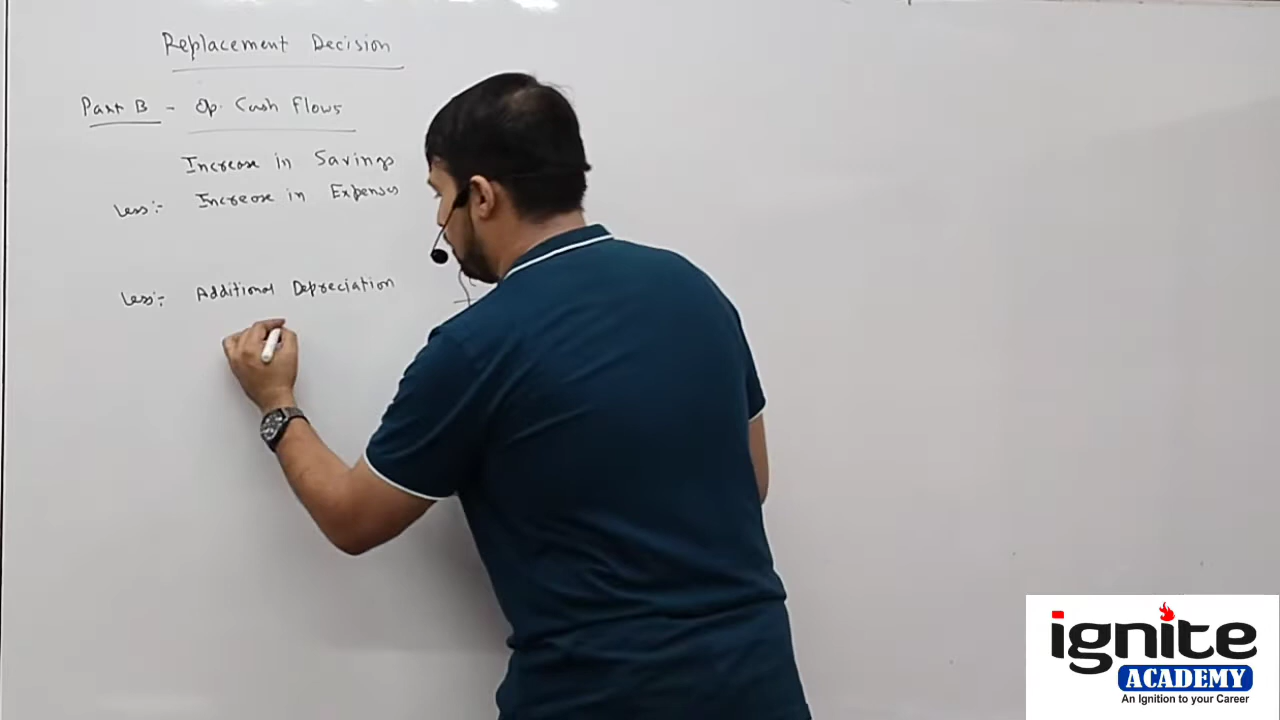 Replacement Decision
Part B - Op. Cash Flows
Increase in Savings
Less:- Increase in Expenses
Less:- Additional Depreciation
ignite
ACADEMY
An Ignition to your Career